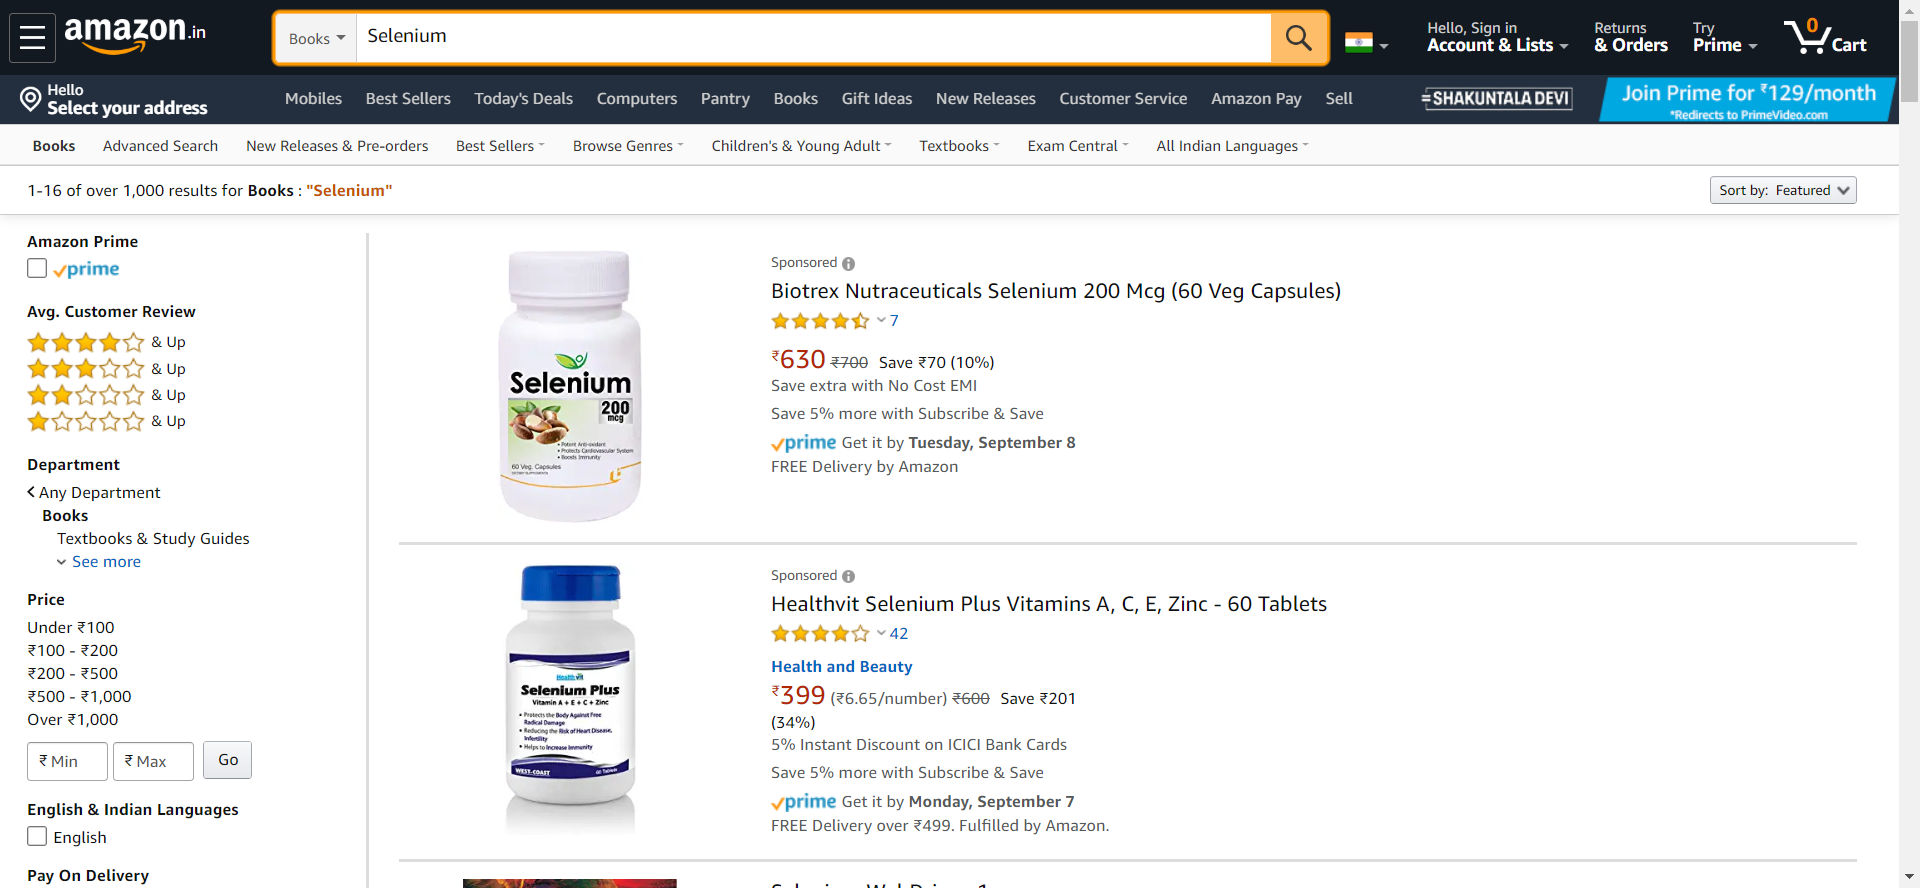 amazon.in
Books
Selenium
Hello, Sign in
Account & Lists
Returns
& Orders
Try
Prime
0
Cart
Hello
Select your address
Mobiles
Best Sellers
Today's Deals
Computers
Pantry
Books
Gift Ideas
New Releases
Customer Service
Amazon Pay
Sell
SHAKUNTALA DEVI
Join Prime for ₹129/month
*Redirects to PrimeVideo.com
Books
Advanced Search
New Releases & Pre-orders
Best Sellers
Browse Genres
Children's & Young Adult
Textbooks
Exam Central
All Indian Languages
1-16 of over 1,000 results for Books : "Selenium"
Sort by: Featured
Amazon Prime
prime
Avg. Customer Review
& Up
& Up
& Up
& Up
Department
Any Department
Books
Textbooks & Study Guides
See more
Price
Under ₹100
₹100 - ₹200
₹200 - ₹500
₹500 - ₹1,000
Over ₹1,000
₹ Min
₹ Max
Go
English & Indian Languages
English
Pay On Delivery
Selenium
200
mcg
• Potent Anti-oxidant
• Protects Cardiovascular System
• Boosts Immunity
60 Veg. Capsules
Sponsored
Biotrex Nutraceuticals Selenium 200 Mcg (60 Veg Capsules)
7
₹630 ₹700 Save ₹70 (10%)
Save extra with No Cost EMI
Save 5% more with Subscribe & Save
prime Get it by Tuesday, September 8
FREE Delivery by Amazon
HealthVit
Selenium Plus
Vitamin A + E + C + Zinc
• Protects the Body Against Free
Radical Damage
• Reducing the Risk of Heart Disease,
Infertility
• Helps to Increase Immunity
WEST-COAST
60 Tablets
Sponsored
Healthvit Selenium Plus Vitamins A, C, E, Zinc - 60 Tablets
42
Health and Beauty
₹399 (₹6.65/number) ₹600 Save ₹201
(34%)
5% Instant Discount on ICICI Bank Cards
Save 5% more with Subscribe & Save
prime Get it by Monday, September 7
FREE Delivery over ₹499. Fulfilled by Amazon.